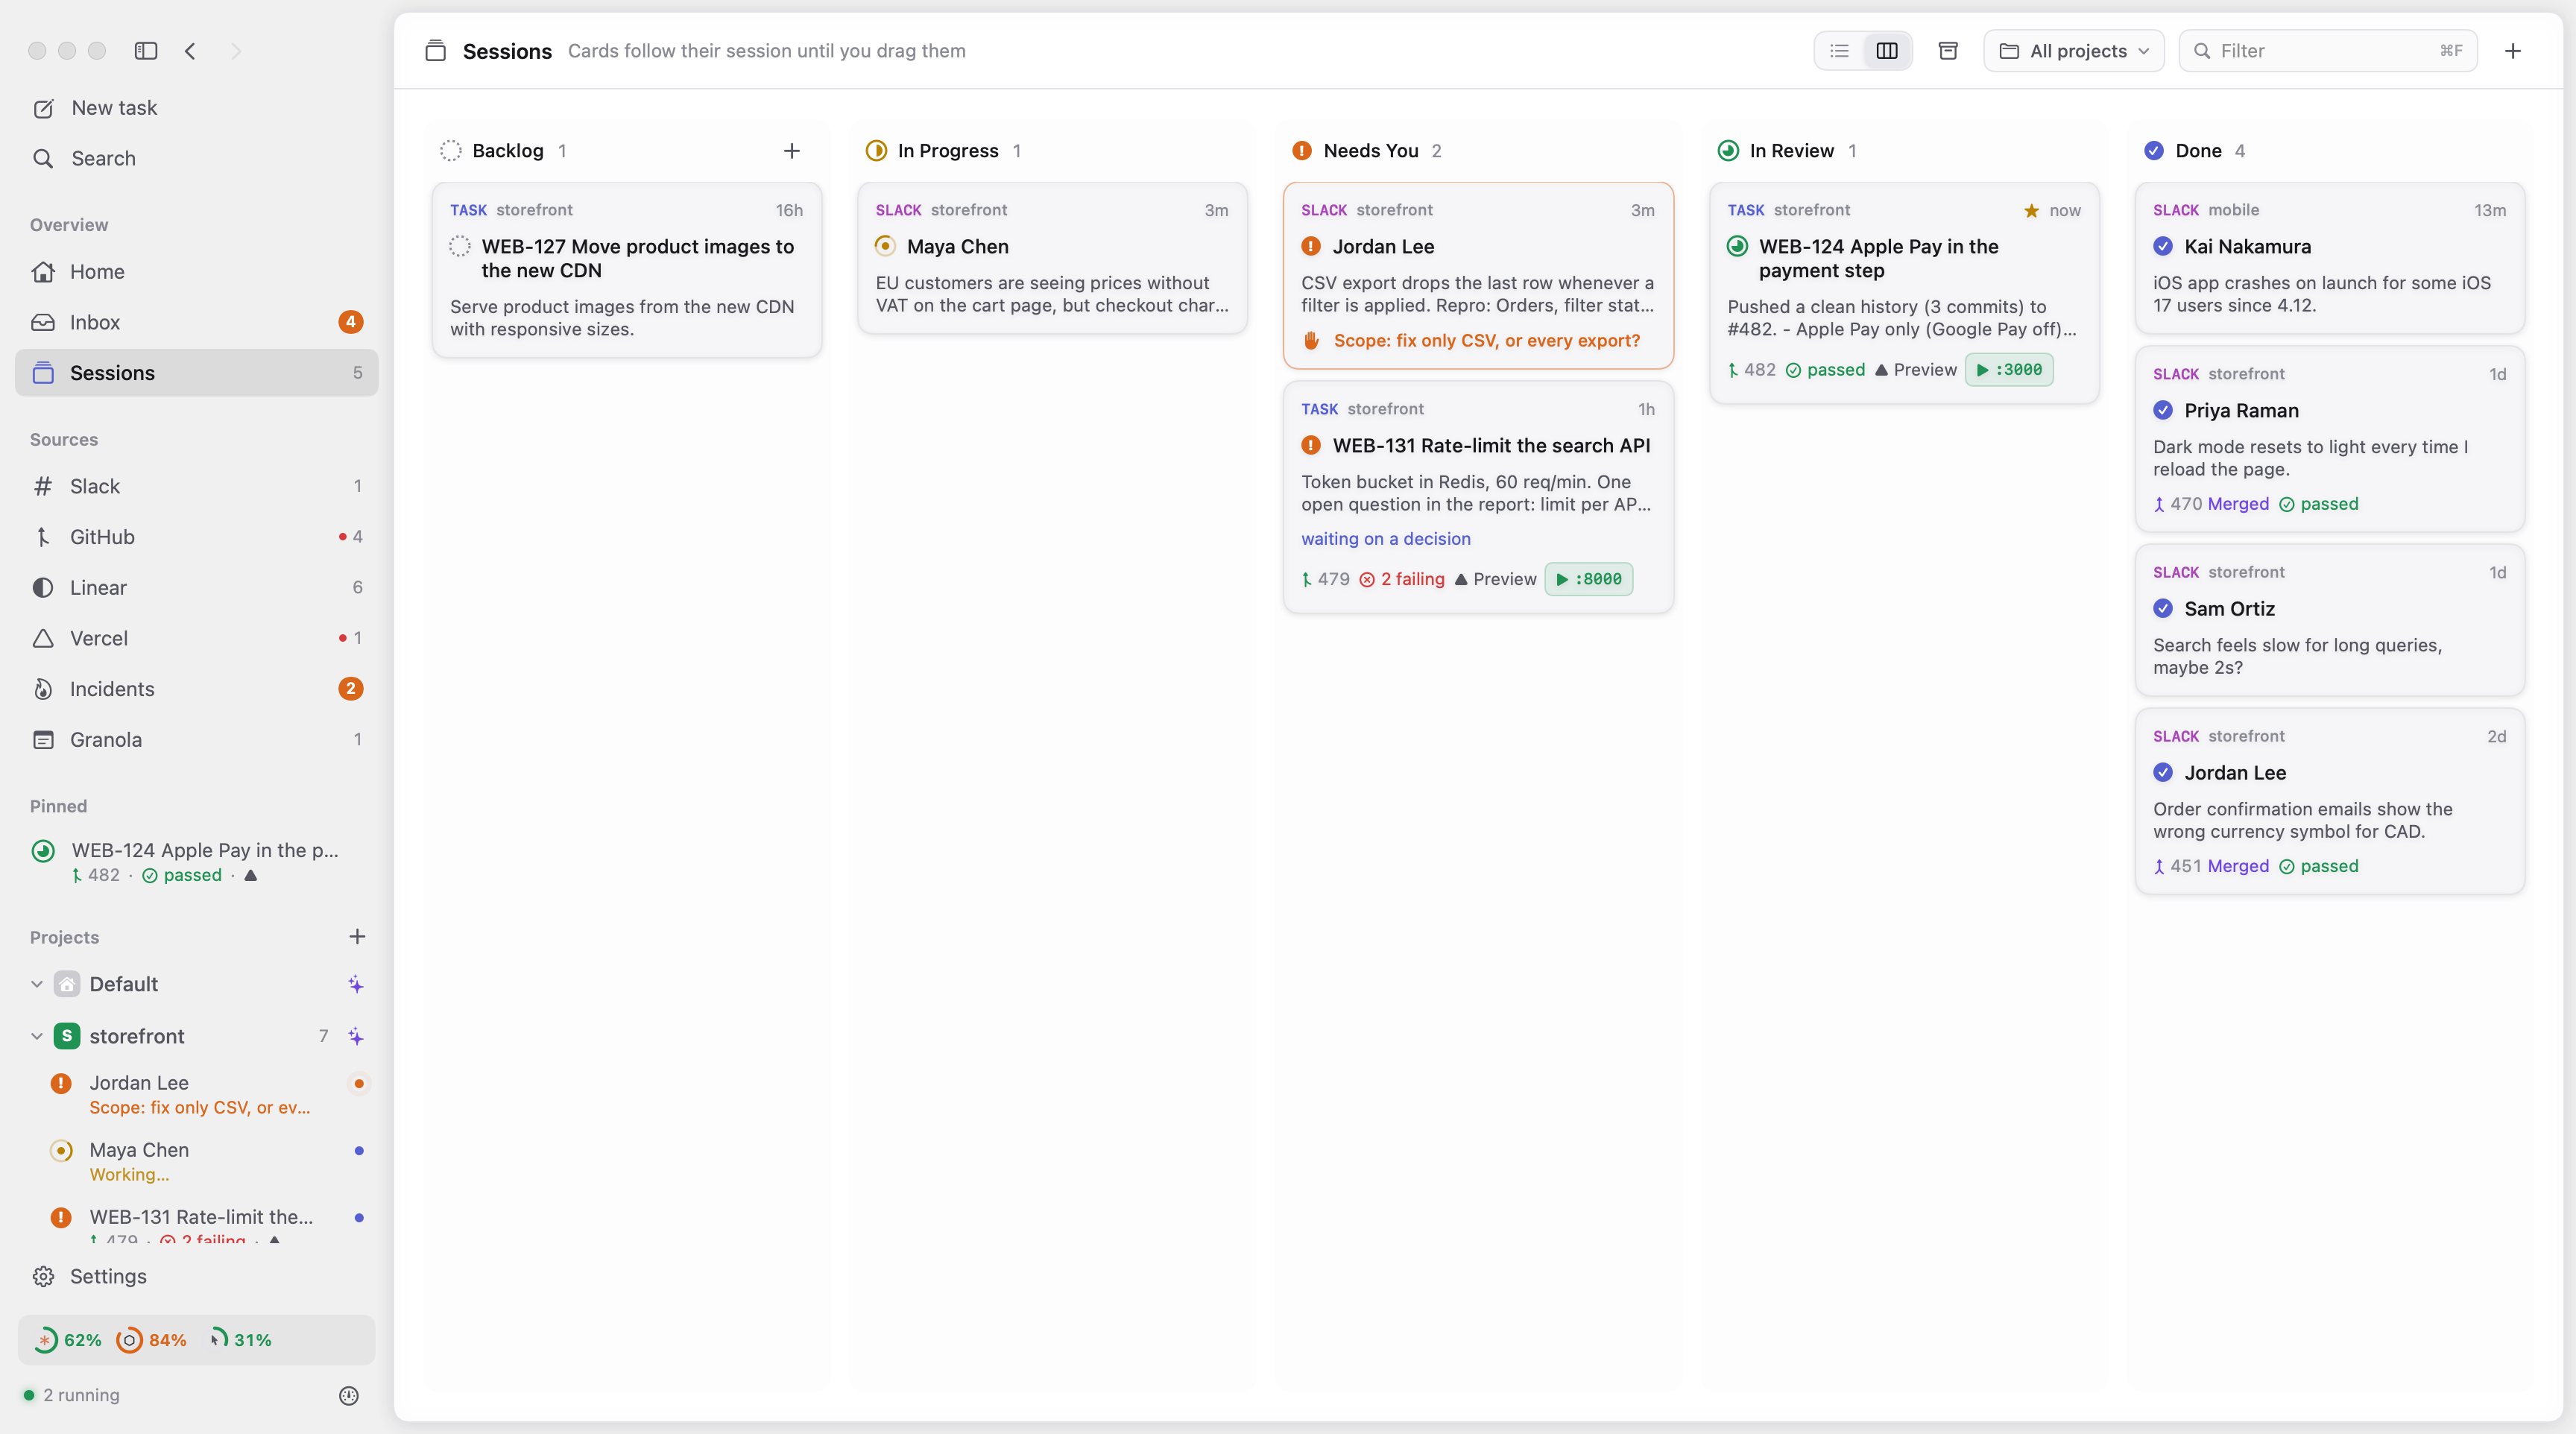 New task
Search
Overview
Home
Inbox 4
Sessions 5
Sources
Slack 1
GitHub 4
Linear 6
Vercel 1
Incidents 2
Granola 1
Pinned
WEB-124 Apple Pay in the p...
482 · passed ·
Projects
Default
S storefront 7
Jordan Lee
Scope: fix only CSV, or ev...
Maya Chen
Working...
WEB-131 Rate-limit the...
479 · 2 failing ·
Settings
62% 84% 31%
2 running
Sessions Cards follow their session until you drag them
All projects
Filter ⌘F
Backlog 1
TASK storefront 16h
WEB-127 Move product images to
the new CDN
Serve product images from the new CDN
with responsive sizes.
In Progress 1
SLACK storefront 3m
Maya Chen
EU customers are seeing prices without
VAT on the cart page, but checkout char...
Needs You 2
SLACK storefront 3m
Jordan Lee
CSV export drops the last row whenever a
filter is applied. Repro: Orders, filter stat...
Scope: fix only CSV, or every export?
TASK storefront 1h
WEB-131 Rate-limit the search API
Token bucket in Redis, 60 req/min. One
open question in the report: limit per AP...
waiting on a decision
479 2 failing Preview :8000
In Review 1
TASK storefront now
WEB-124 Apple Pay in the
payment step
Pushed a clean history (3 commits) to
#482. - Apple Pay only (Google Pay off)...
482 passed Preview :3000
Done 4
SLACK mobile 13m
Kai Nakamura
iOS app crashes on launch for some iOS
17 users since 4.12.
SLACK storefront 1d
Priya Raman
Dark mode resets to light every time I
reload the page.
470 Merged passed
SLACK storefront 1d
Sam Ortiz
Search feels slow for long queries,
maybe 2s?
SLACK storefront 2d
Jordan Lee
Order confirmation emails show the
wrong currency symbol for CAD.
451 Merged passed